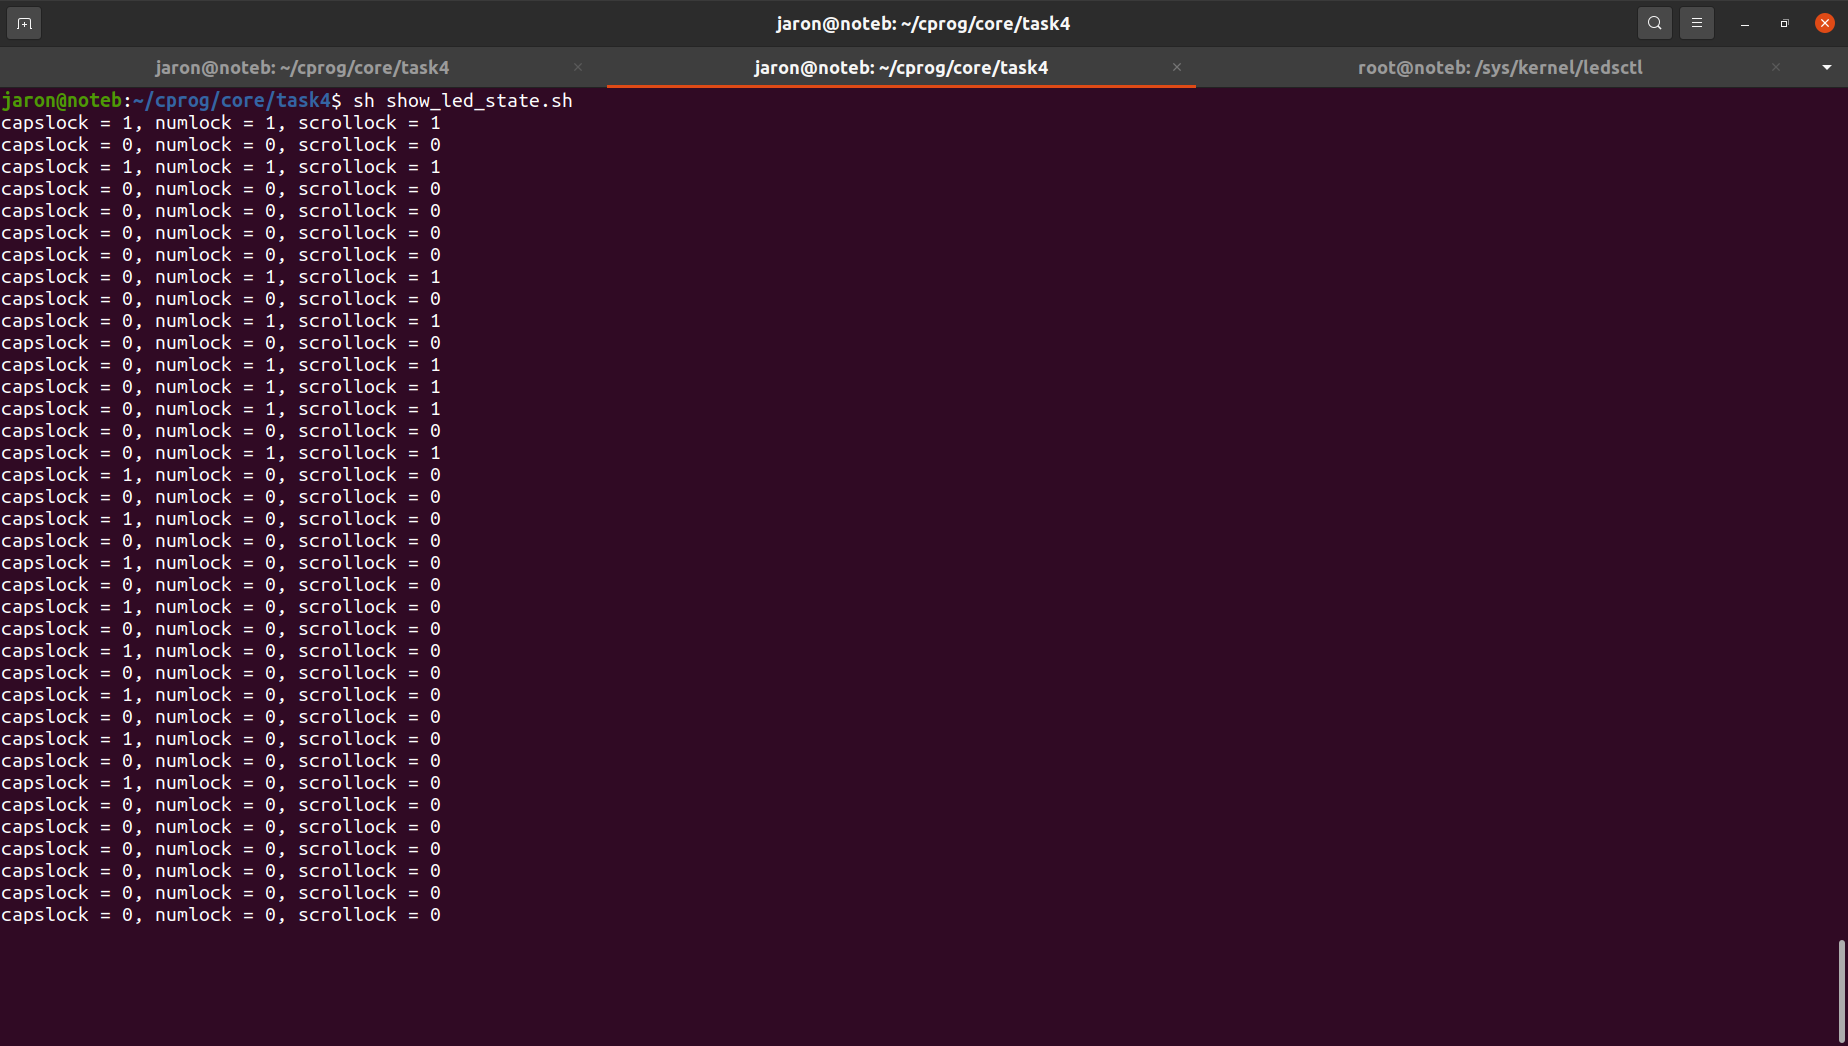 jaron@noteb: ~/cprog/core/task4
jaron@noteb: ~/cprog/core/task4
jaron@noteb: ~/cprog/core/task4
root@noteb: /sys/kernel/ledsctl
jaron@noteb:~/cprog/core/task4$ sh show_led_state.sh
capslock = 1, numlock = 1, scrollock = 1
capslock = 0, numlock = 0, scrollock = 0
capslock = 1, numlock = 1, scrollock = 1
capslock = 0, numlock = 0, scrollock = 0
capslock = 0, numlock = 0, scrollock = 0
capslock = 0, numlock = 0, scrollock = 0
capslock = 0, numlock = 0, scrollock = 0
capslock = 0, numlock = 1, scrollock = 1
capslock = 0, numlock = 0, scrollock = 0
capslock = 0, numlock = 1, scrollock = 1
capslock = 0, numlock = 0, scrollock = 0
capslock = 0, numlock = 1, scrollock = 1
capslock = 0, numlock = 1, scrollock = 1
capslock = 0, numlock = 1, scrollock = 1
capslock = 0, numlock = 0, scrollock = 0
capslock = 0, numlock = 1, scrollock = 1
capslock = 1, numlock = 0, scrollock = 0
capslock = 0, numlock = 0, scrollock = 0
capslock = 1, numlock = 0, scrollock = 0
capslock = 0, numlock = 0, scrollock = 0
capslock = 1, numlock = 0, scrollock = 0
capslock = 0, numlock = 0, scrollock = 0
capslock = 1, numlock = 0, scrollock = 0
capslock = 0, numlock = 0, scrollock = 0
capslock = 1, numlock = 0, scrollock = 0
capslock = 0, numlock = 0, scrollock = 0
capslock = 1, numlock = 0, scrollock = 0
capslock = 0, numlock = 0, scrollock = 0
capslock = 1, numlock = 0, scrollock = 0
capslock = 0, numlock = 0, scrollock = 0
capslock = 1, numlock = 0, scrollock = 0
capslock = 0, numlock = 0, scrollock = 0
capslock = 0, numlock = 0, scrollock = 0
capslock = 0, numlock = 0, scrollock = 0
capslock = 0, numlock = 0, scrollock = 0
capslock = 0, numlock = 0, scrollock = 0
capslock = 0, numlock = 0, scrollock = 0